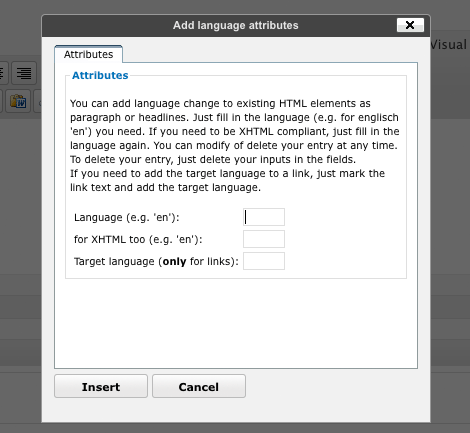 Add language attributes
Visual
Attributes
Attributes
You can add language change to existing HTML elements as
paragraph or headlines. Just fill in the language (e.g. for englisch
'en') you need. If you need to be XHTML compliant, just fill in the
language again. You can modify of delete your entry at any time.
To delete your entry, just delete your inputs in the fields.
If you need to add the target language to a link, just mark the
link text and add the target language.
Language (e.g. 'en'):
for XHTML too (e.g. 'en'):
Target language (only for links):
Insert
Cancel